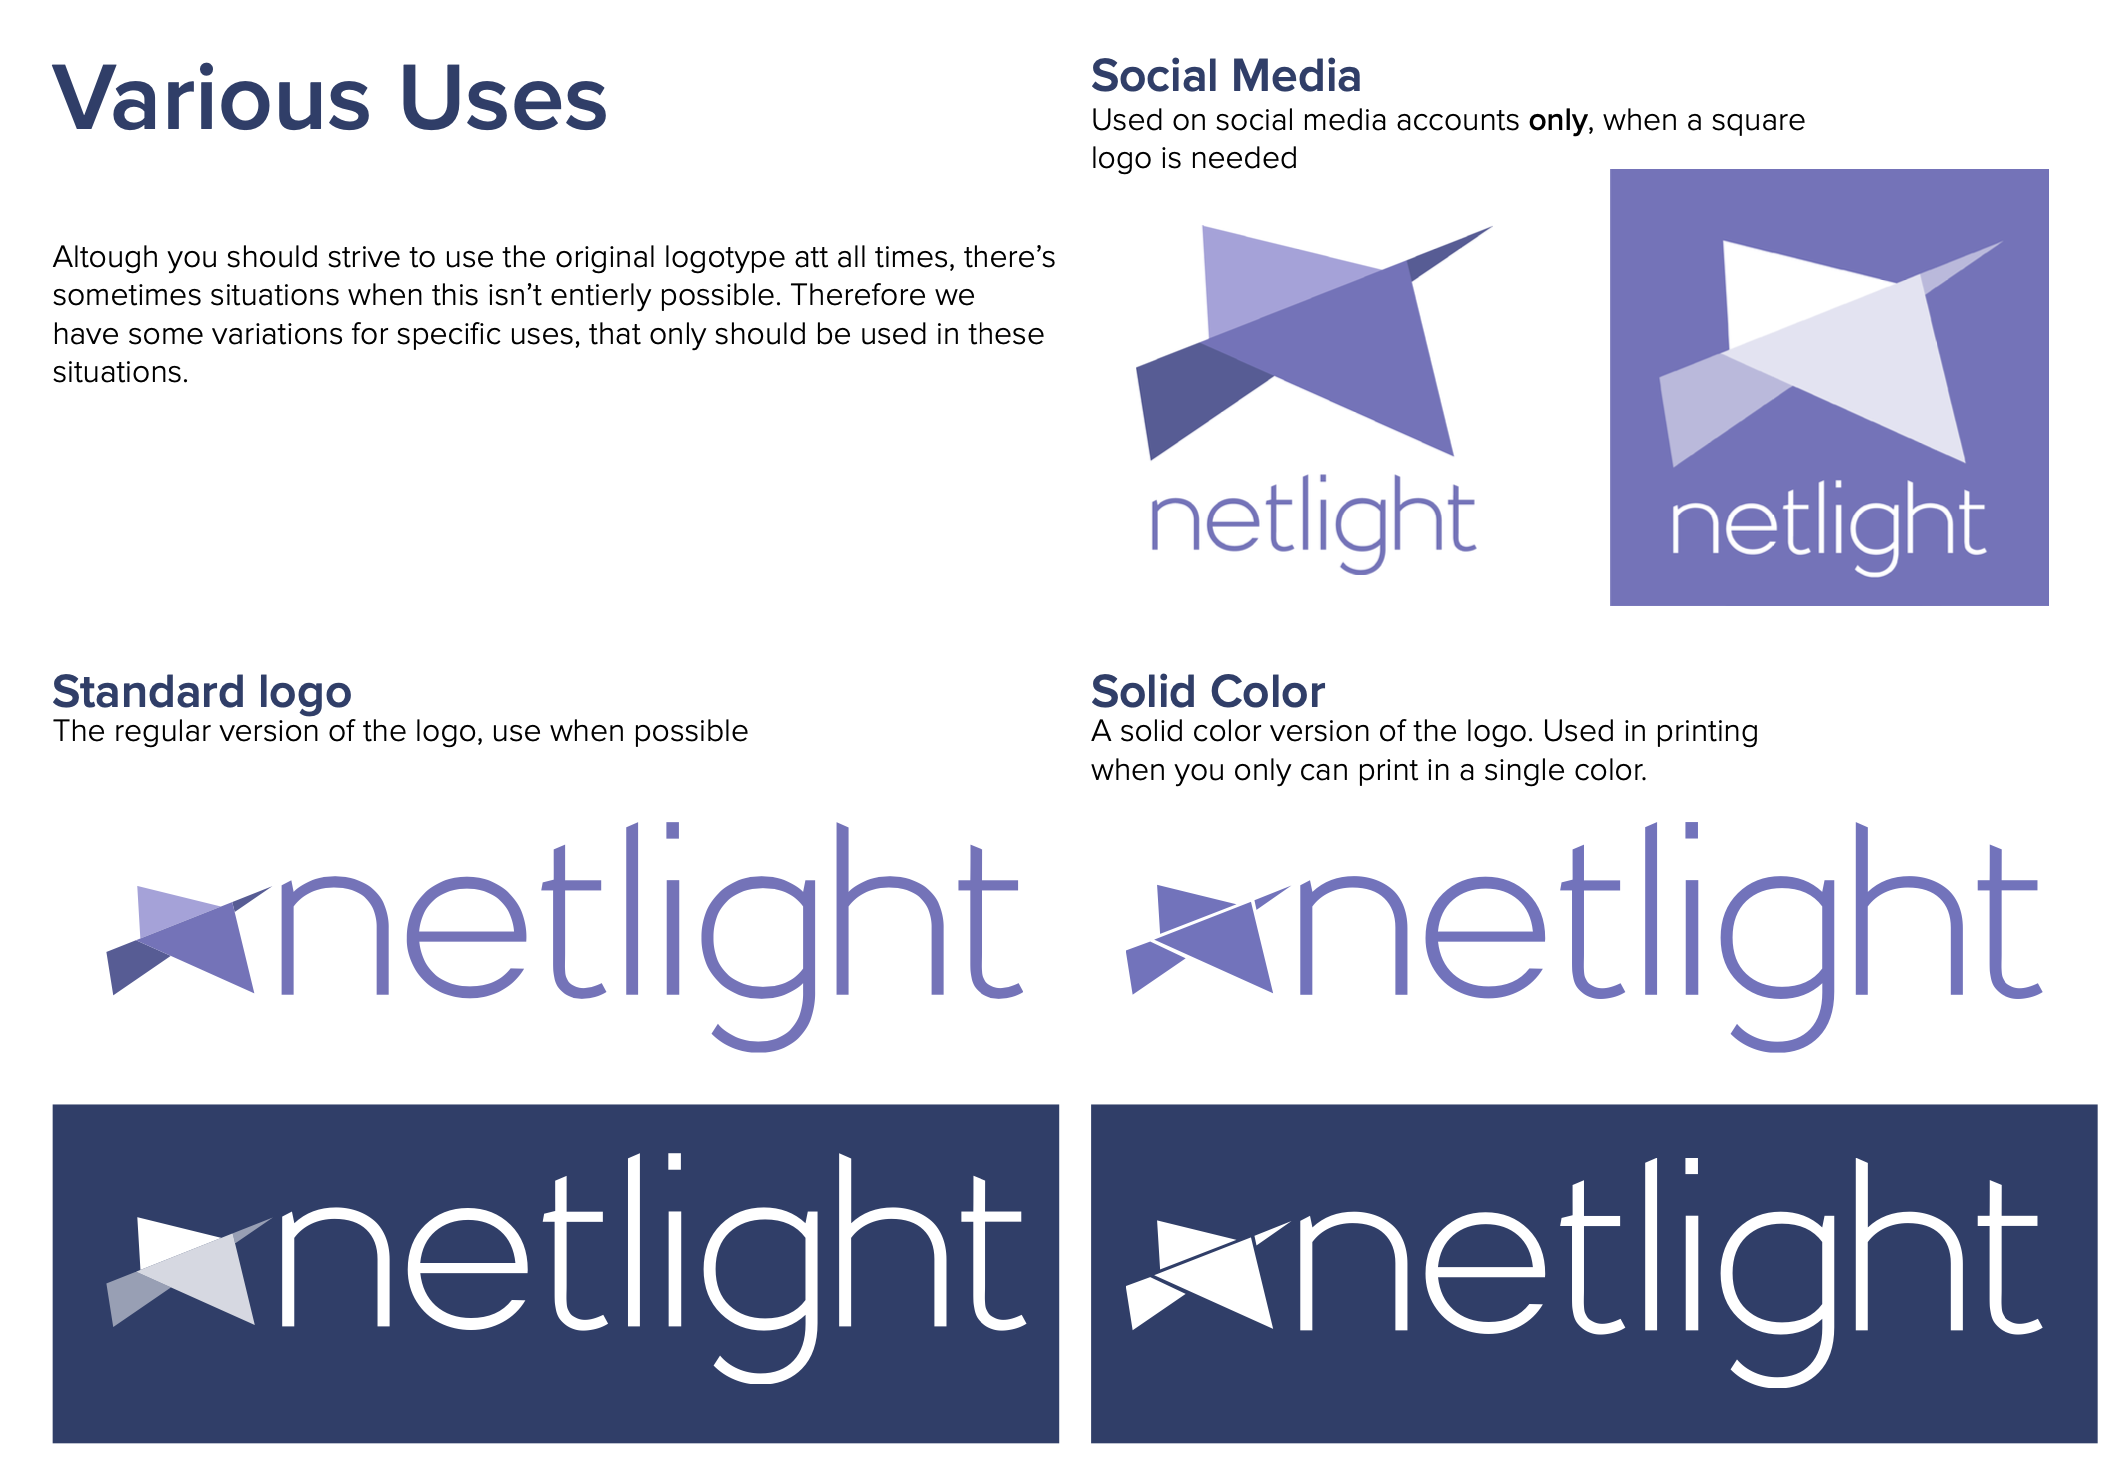 Various Uses
Altough you should strive to use the original logotype att all times, there’s
sometimes situations when this isn’t entierly possible. Therefore we
have some variations for specific uses, that only should be used in these
situations.
Social Media
Used on social media accounts only, when a square
logo is needed
netlight
netlight
Standard logo
The regular version of the logo, use when possible
netlight
netlight
Solid Color
A solid color version of the logo. Used in printing
when you only can print in a single color.
netlight
netlight